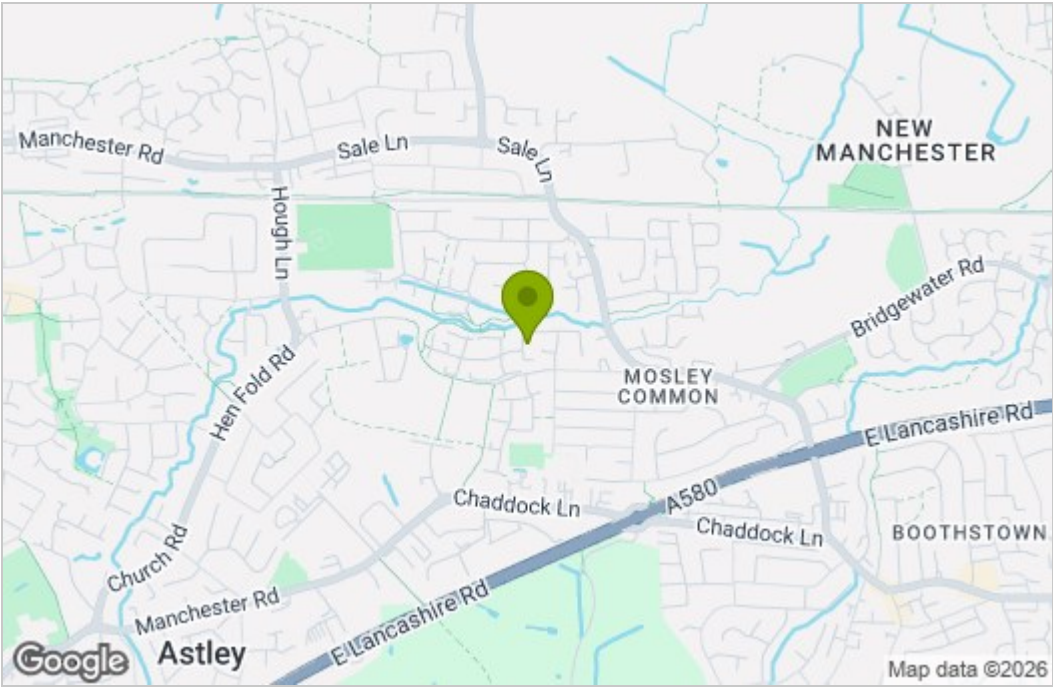 NEW
MANCHESTER
Manchester Rd
Sale Ln
Sale Ln
Hough Ln
Bridgewater Rd
Hen Fold Rd
MOSLEY
COMMON
E Lancashire Rd
A580
Chaddock Ln
Chaddock Ln
BOOTHSTOWN
Church Rd
Manchester Rd
E Lancashire Rd
Astley
Google
Map data ©2026